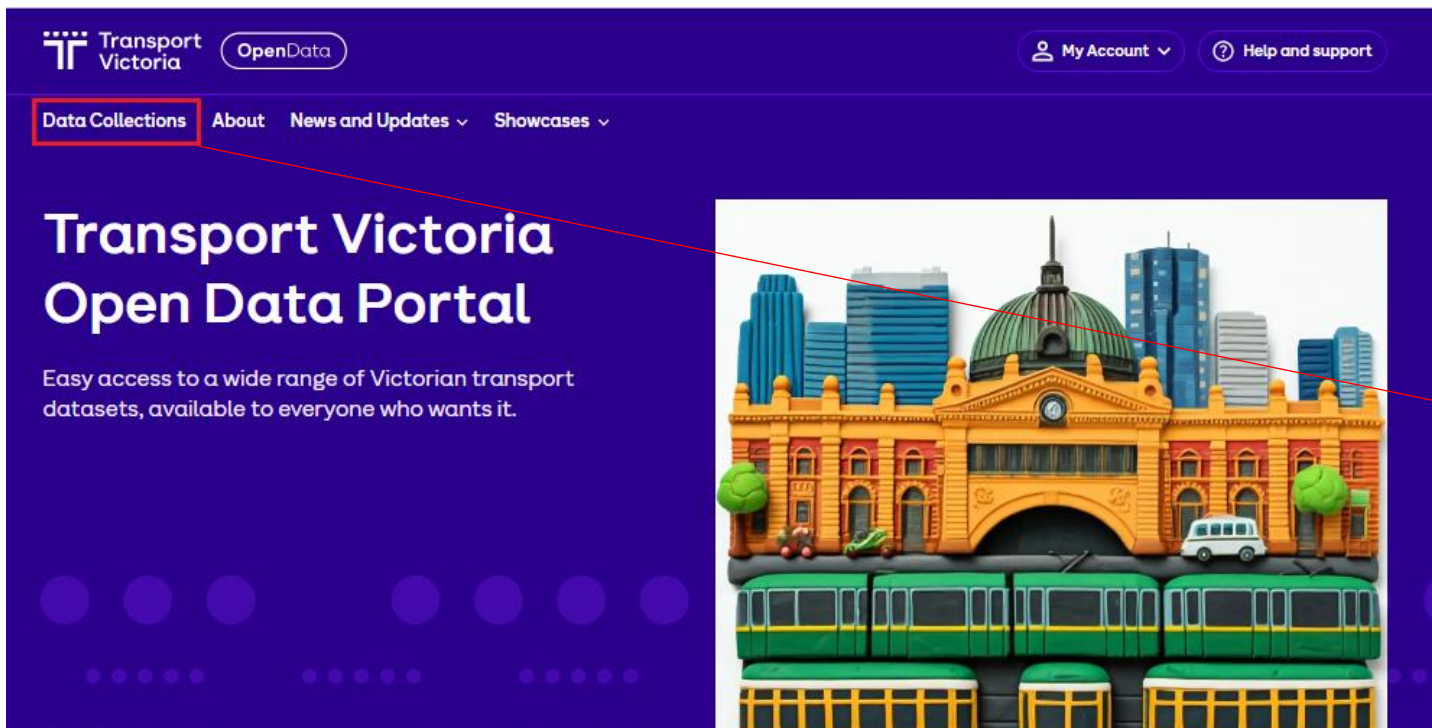 Transport
Victoria
OpenData
My Account
Help and support
Data Collections
About
News and Updates
Showcases
Transport Victoria
Open Data Portal
Easy access to a wide range of Victorian transport
datasets, available to everyone who wants it.